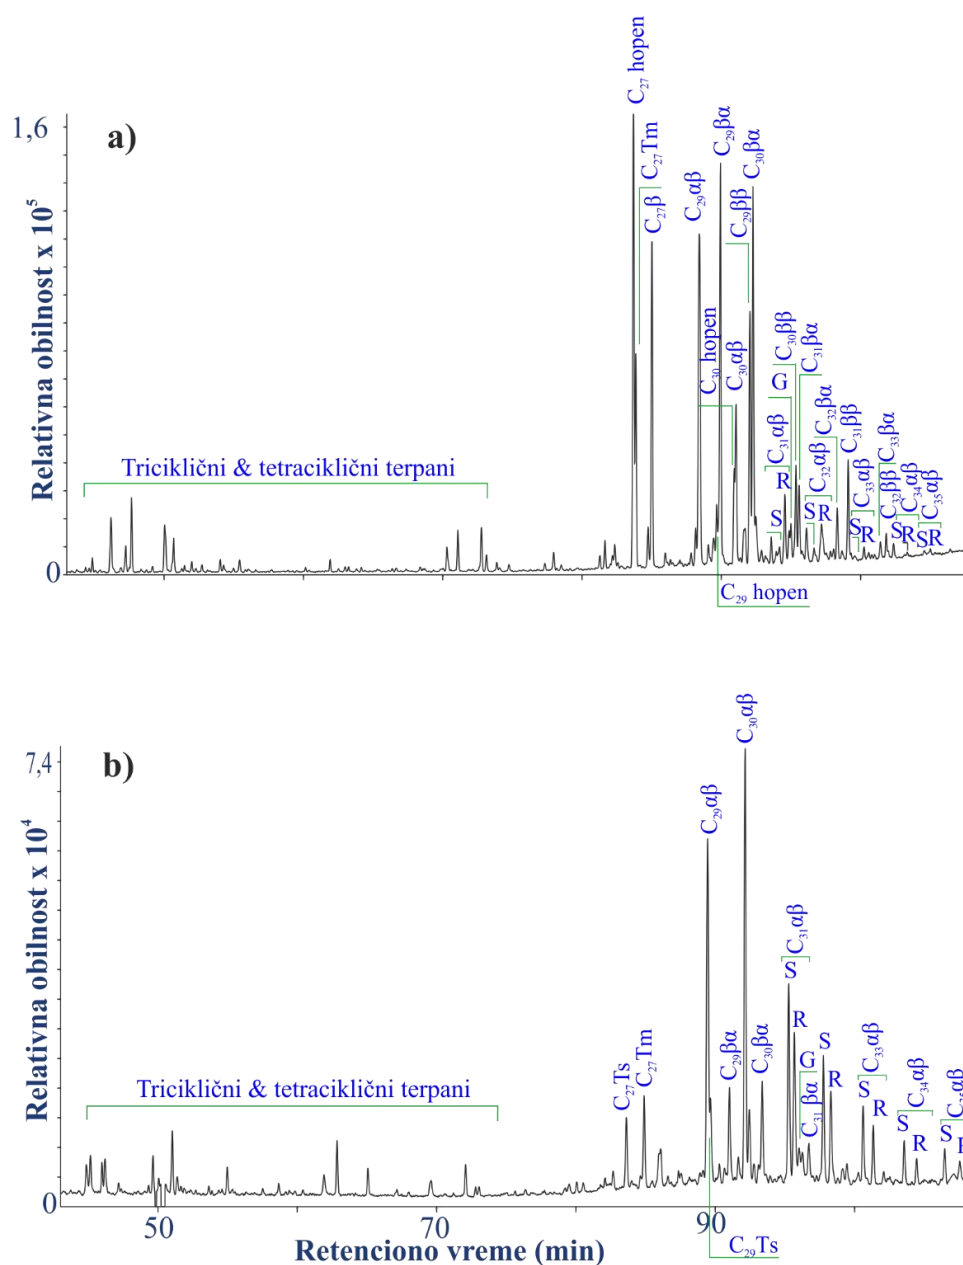 1,6
a)
Relativna obilnost x 10⁵
0
Triciklični & tetraciklični terpani
C₂₇ hopen
C₂₇Tm
C₂₇β
C₂₉αβ
C₂₉βα
C₂₉ββ
C₃₀βα
C₃₀ hopen
C₃₀αβ
C₃₁αβ
S
R
G
C₃₀ββ
C₃₁βα
C₃₂αβ
S
R
C₃₂βα
C₃₁ββ
C₃₃αβ
S
R
C₃₃βα
C₃₂ββ
C₃₄αβ
S
R
C₃₅αβ
S
R
C₂₉ hopen
7,4
b)
Relativna obilnost x 10⁴
0
Triciklični & tetraciklični terpani
C₂₇Ts
C₂₇Tm
C₂₉αβ
C₂₉βα
C₃₀αβ
C₃₀βα
C₃₁αβ
S
R
G
C₃₁βα
S
R
C₃₃αβ
S
R
C₃₄αβ
S
R
C₃₅αβ
S
R
C₂₉Ts
50
70
90
Retenciono vreme (min)